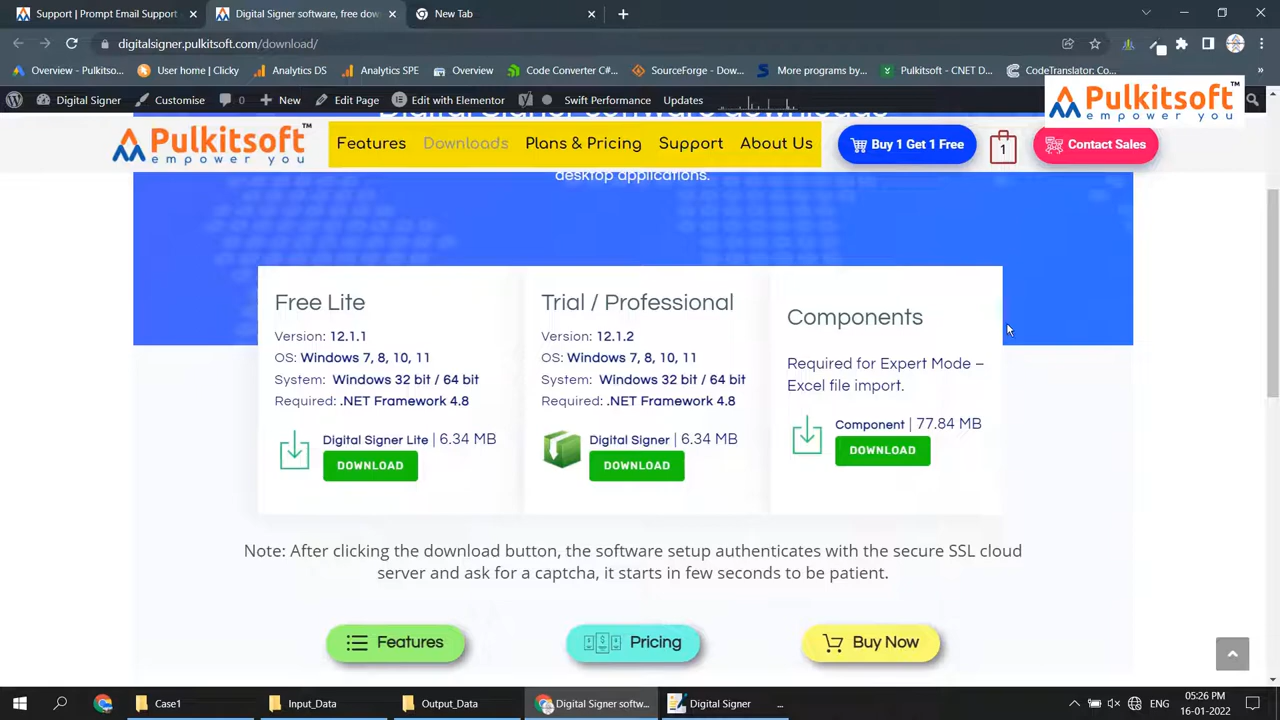 Support | Prompt Email Support
Digital Signer software, free dow
New Tab
digitalsigner.pulkitsoft.com/download/
Overview - Pulkitso...
User home | Clicky
Analytics DS
Analytics SPE
Overview
Code Converter C#...
SourceForge - Dow...
More programs by...
Pulkitsoft - CNET D...
CodeTranslator: Co...
»
Digital Signer
Customise
0
New
Edit Page
Edit with Elementor
Swift Performance
Updates
Pulkitsoft™
empower you
Digital Signer software downloads
Pulkitsoft™
empower you
Features
Downloads
Plans & Pricing
Support
About Us
Buy 1 Get 1 Free
1
Contact Sales
desktop applications.
Free Lite
Version: 12.1.1
OS: Windows 7, 8, 10, 11
System: Windows 32 bit / 64 bit
Required: .NET Framework 4.8
Digital Signer Lite | 6.34 MB
DOWNLOAD
Trial / Professional
Version: 12.1.2
OS: Windows 7, 8, 10, 11
System: Windows 32 bit / 64 bit
Required: .NET Framework 4.8
Digital Signer | 6.34 MB
DOWNLOAD
Components
Required for Expert Mode –
Excel file import.
Component | 77.84 MB
DOWNLOAD
Note: After clicking the download button, the software setup authenticates with the secure SSL cloud
server and ask for a captcha, it starts in few seconds to be patient.
Features
Pricing
Buy Now
Case1
Input_Data
Output_Data
Digital Signer softw...
Digital Signer ...
ENG
05:26 PM
16-01-2022